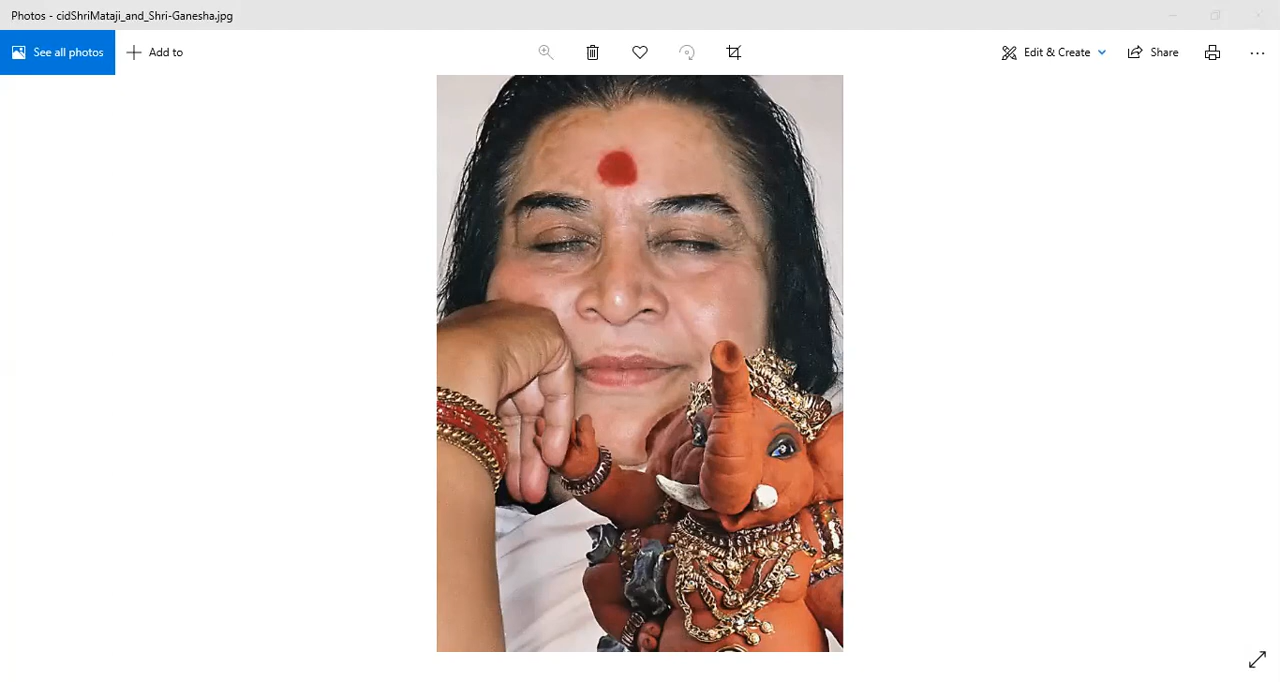 Photos - cidShriMataji_and_Shri-Ganesha.jpg
See all photos
Add to
Edit & Create
Share